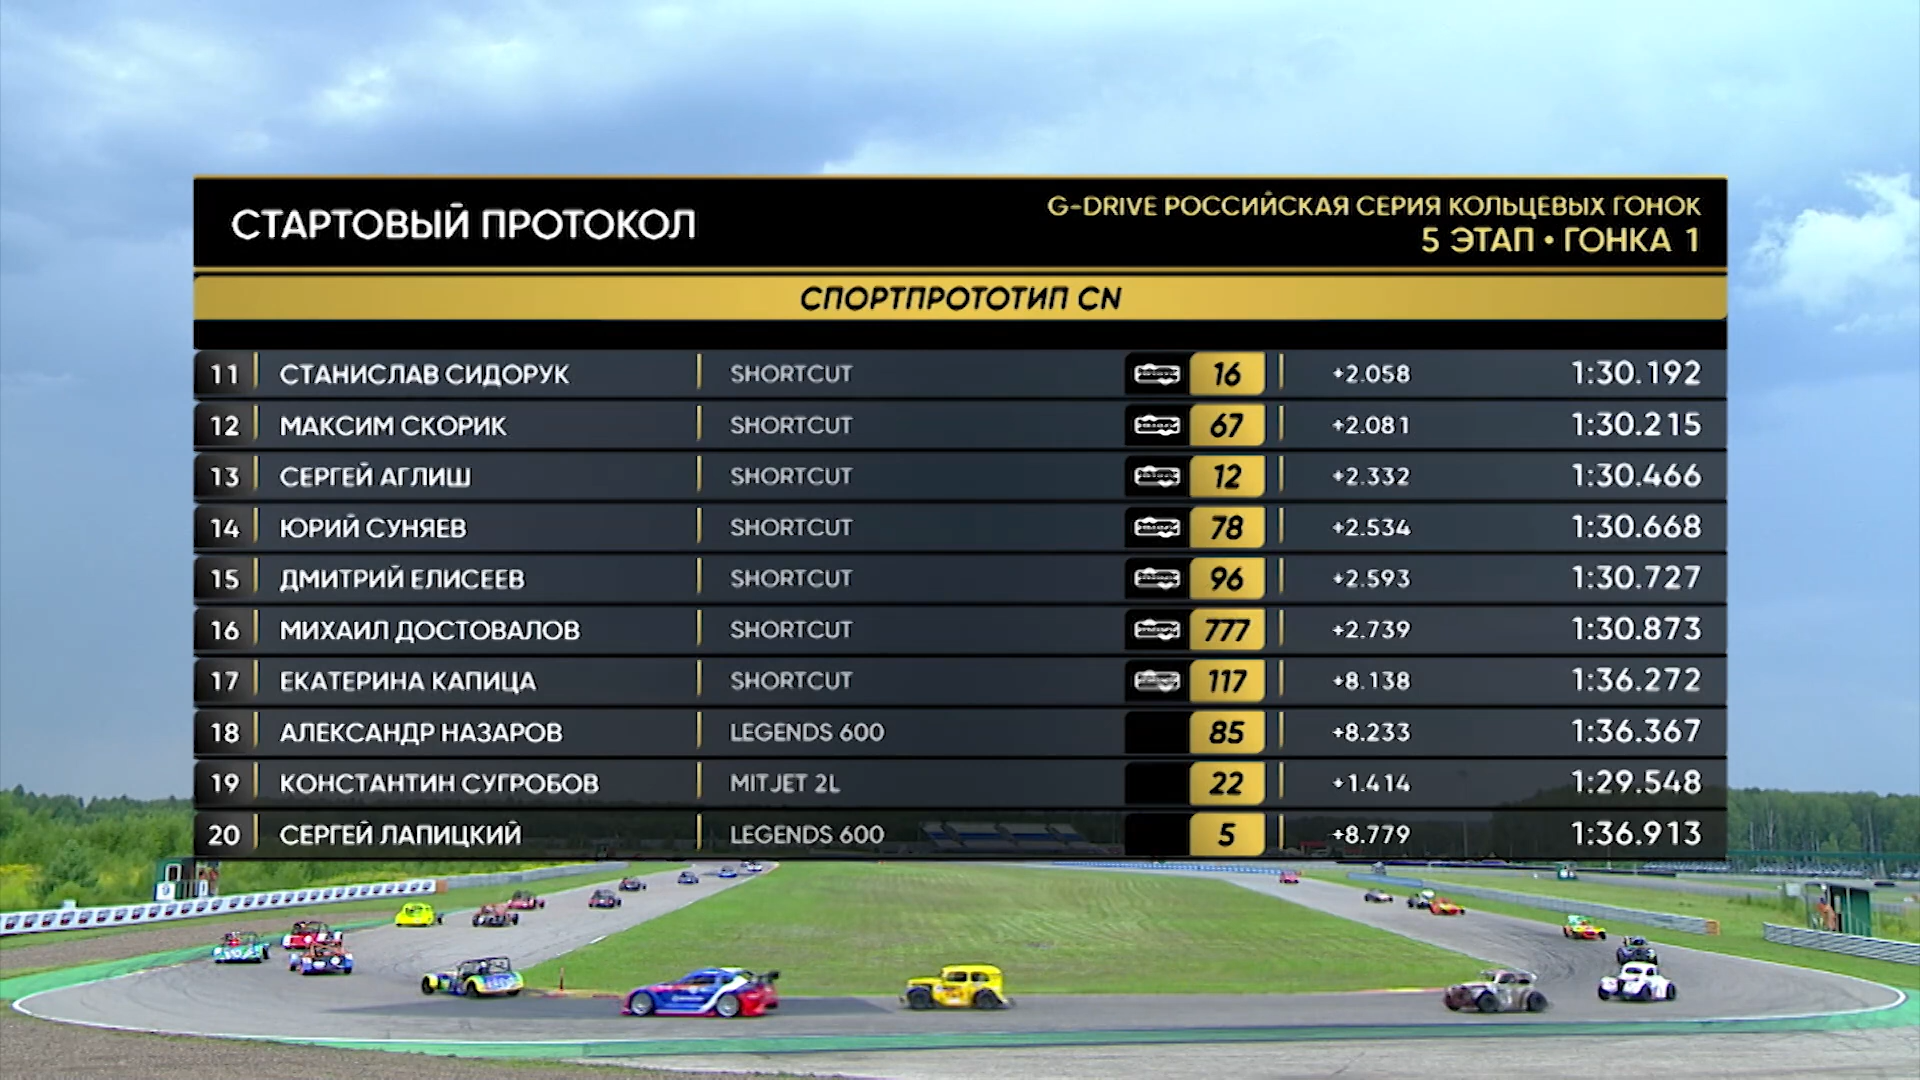 СТАРТОВЫЙ ПРОТОКОЛ
G-DRIVE РОССИЙСКАЯ СЕРИЯ КОЛЬЦЕВЫХ ГОНОК
5 ЭТАП • ГОНКА 1
СПОРТПРОТОТИП CN
11 СТАНИСЛАВ СИДОРУК SHORTCUT 16 +2.058 1:30.192
12 МАКСИМ СКОРИК SHORTCUT 67 +2.081 1:30.215
13 СЕРГЕЙ АГЛИШ SHORTCUT 12 +2.332 1:30.466
14 ЮРИЙ СУНЯЕВ SHORTCUT 78 +2.534 1:30.668
15 ДМИТРИЙ ЕЛИСЕЕВ SHORTCUT 96 +2.593 1:30.727
16 МИХАИЛ ДОСТОВАЛОВ SHORTCUT 777 +2.739 1:30.873
17 ЕКАТЕРИНА КАПИЦА SHORTCUT 117 +8.138 1:36.272
18 АЛЕКСАНДР НАЗАРОВ LEGENDS 600 85 +8.233 1:36.367
19 КОНСТАНТИН СУГРОБОВ MITJET 2L 22 +1.414 1:29.548
20 СЕРГЕЙ ЛАПИЦКИЙ LEGENDS 600 5 +8.779 1:36.913